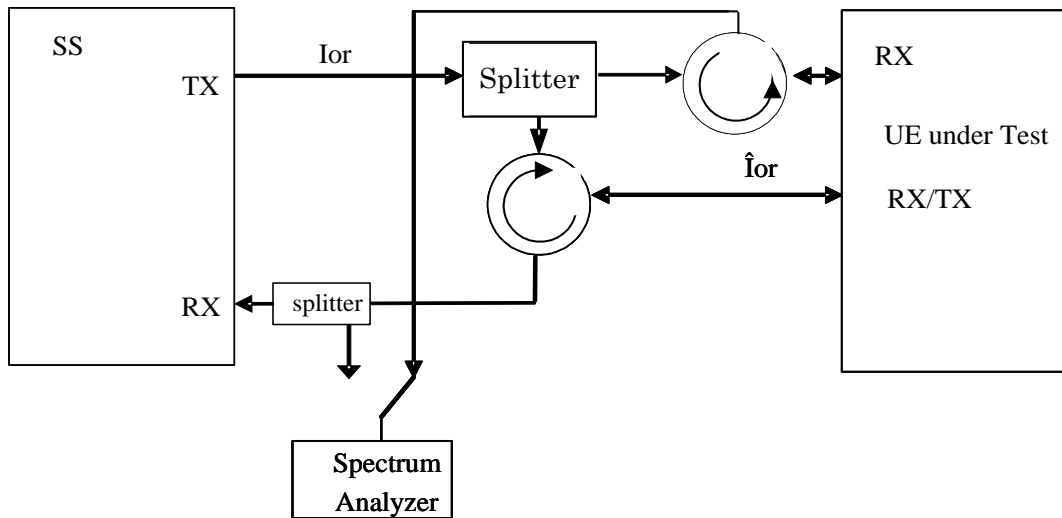 SS
TX
Ior
Splitter
RX
UE under Test
Îor
RX/TX
RX
splitter
Spectrum
Analyzer